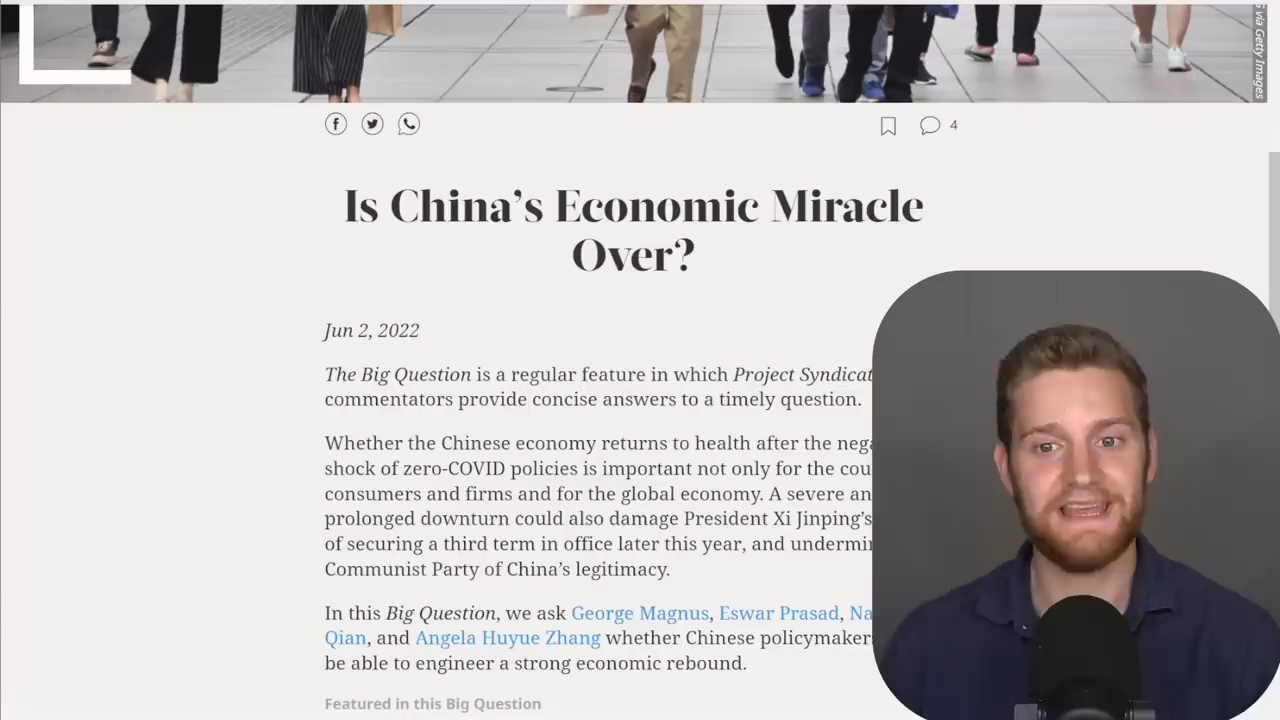 via Getty Images
4
Is China's Economic Miracle
Over?
Jun 2, 2022
The Big Question is a regular feature in which Project Syndicat
commentators provide concise answers to a timely question.
Whether the Chinese economy returns to health after the nega
shock of zero-COVID policies is important not only for the cou
consumers and firms and for the global economy. A severe an
prolonged downturn could also damage President Xi Jinping's
of securing a third term in office later this year, and undermi
Communist Party of China's legitimacy.
In this Big Question, we ask George Magnus, Eswar Prasad, Na
Qian, and Angela Huyue Zhang whether Chinese policymakers
be able to engineer a strong economic rebound.
Featured in this Big Question